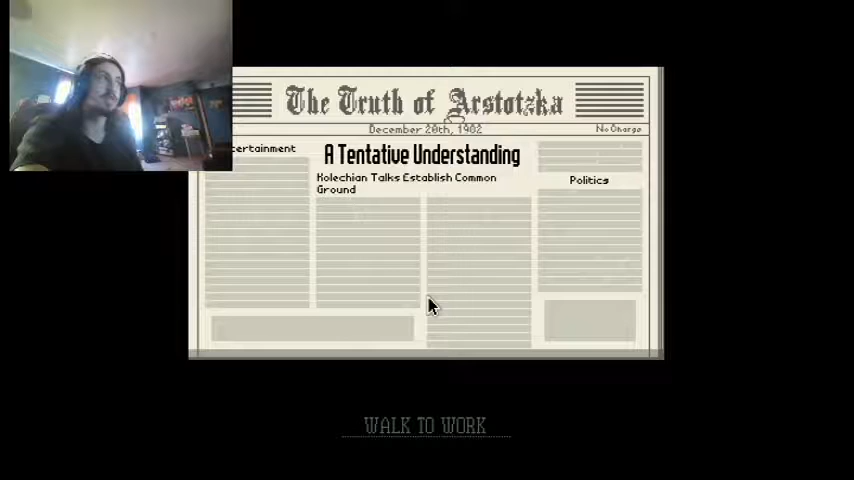 The Truth of Arstotzka
December 20th, 1982
No Charge
ertainment
A Tentative Understanding
Kolechian Talks Establish Common
Ground
Politics
WALK TO WORK